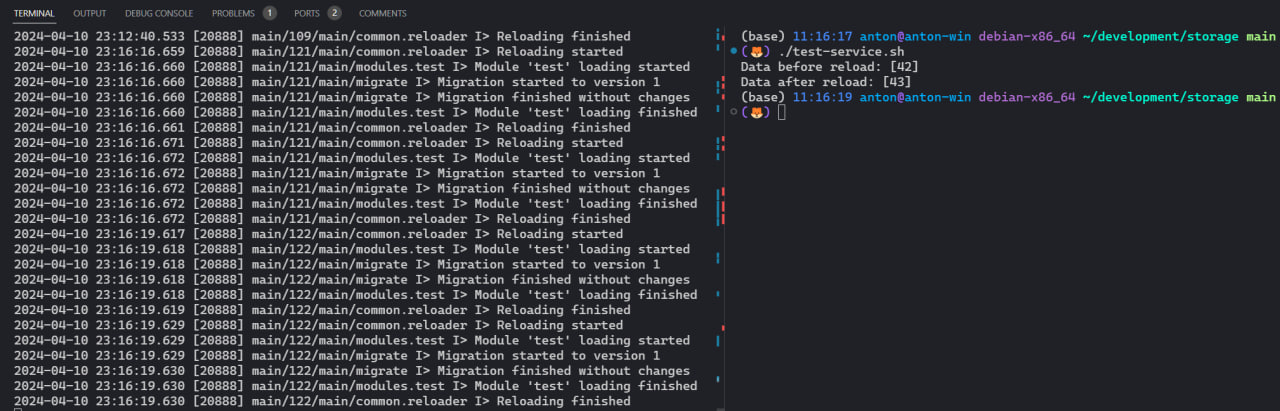 TERMINAL OUTPUT DEBUG CONSOLE PROBLEMS 1 PORTS 2 COMMENTS
2024-04-10 23:12:40.533 [20888] main/109/main/common.reloader I> Reloading finished
2024-04-10 23:16:16.659 [20888] main/121/main/common.reloader I> Reloading started
2024-04-10 23:16:16.660 [20888] main/121/main/modules.test I> Module 'test' loading started
2024-04-10 23:16:16.660 [20888] main/121/main/migrate I> Migration started to version 1
2024-04-10 23:16:16.660 [20888] main/121/main/migrate I> Migration finished without changes
2024-04-10 23:16:16.660 [20888] main/121/main/modules.test I> Module 'test' loading finished
2024-04-10 23:16:16.661 [20888] main/121/main/common.reloader I> Reloading finished
2024-04-10 23:16:16.671 [20888] main/121/main/common.reloader I> Reloading started
2024-04-10 23:16:16.672 [20888] main/121/main/modules.test I> Module 'test' loading started
2024-04-10 23:16:16.672 [20888] main/121/main/migrate I> Migration started to version 1
2024-04-10 23:16:16.672 [20888] main/121/main/migrate I> Migration finished without changes
2024-04-10 23:16:16.672 [20888] main/121/main/modules.test I> Module 'test' loading finished
2024-04-10 23:16:16.672 [20888] main/121/main/common.reloader I> Reloading finished
2024-04-10 23:16:19.617 [20888] main/122/main/common.reloader I> Reloading started
2024-04-10 23:16:19.618 [20888] main/122/main/modules.test I> Module 'test' loading started
2024-04-10 23:16:19.618 [20888] main/122/main/migrate I> Migration started to version 1
2024-04-10 23:16:19.618 [20888] main/122/main/migrate I> Migration finished without changes
2024-04-10 23:16:19.618 [20888] main/122/main/modules.test I> Module 'test' loading finished
2024-04-10 23:16:19.619 [20888] main/122/main/common.reloader I> Reloading finished
2024-04-10 23:16:19.629 [20888] main/122/main/common.reloader I> Reloading started
2024-04-10 23:16:19.629 [20888] main/122/main/modules.test I> Module 'test' loading started
2024-04-10 23:16:19.629 [20888] main/122/main/migrate I> Migration started to version 1
2024-04-10 23:16:19.630 [20888] main/122/main/migrate I> Migration finished without changes
2024-04-10 23:16:19.630 [20888] main/122/main/modules.test I> Module 'test' loading finished
2024-04-10 23:16:19.630 [20888] main/122/main/common.reloader I> Reloading finished
(base) 11:16:17 anton@anton-win debian-x86_64 ~/development/storage main
(🦊) ./test-service.sh
Data before reload: [42]
Data after reload: [43]
(base) 11:16:19 anton@anton-win debian-x86_64 ~/development/storage main
(🦊)